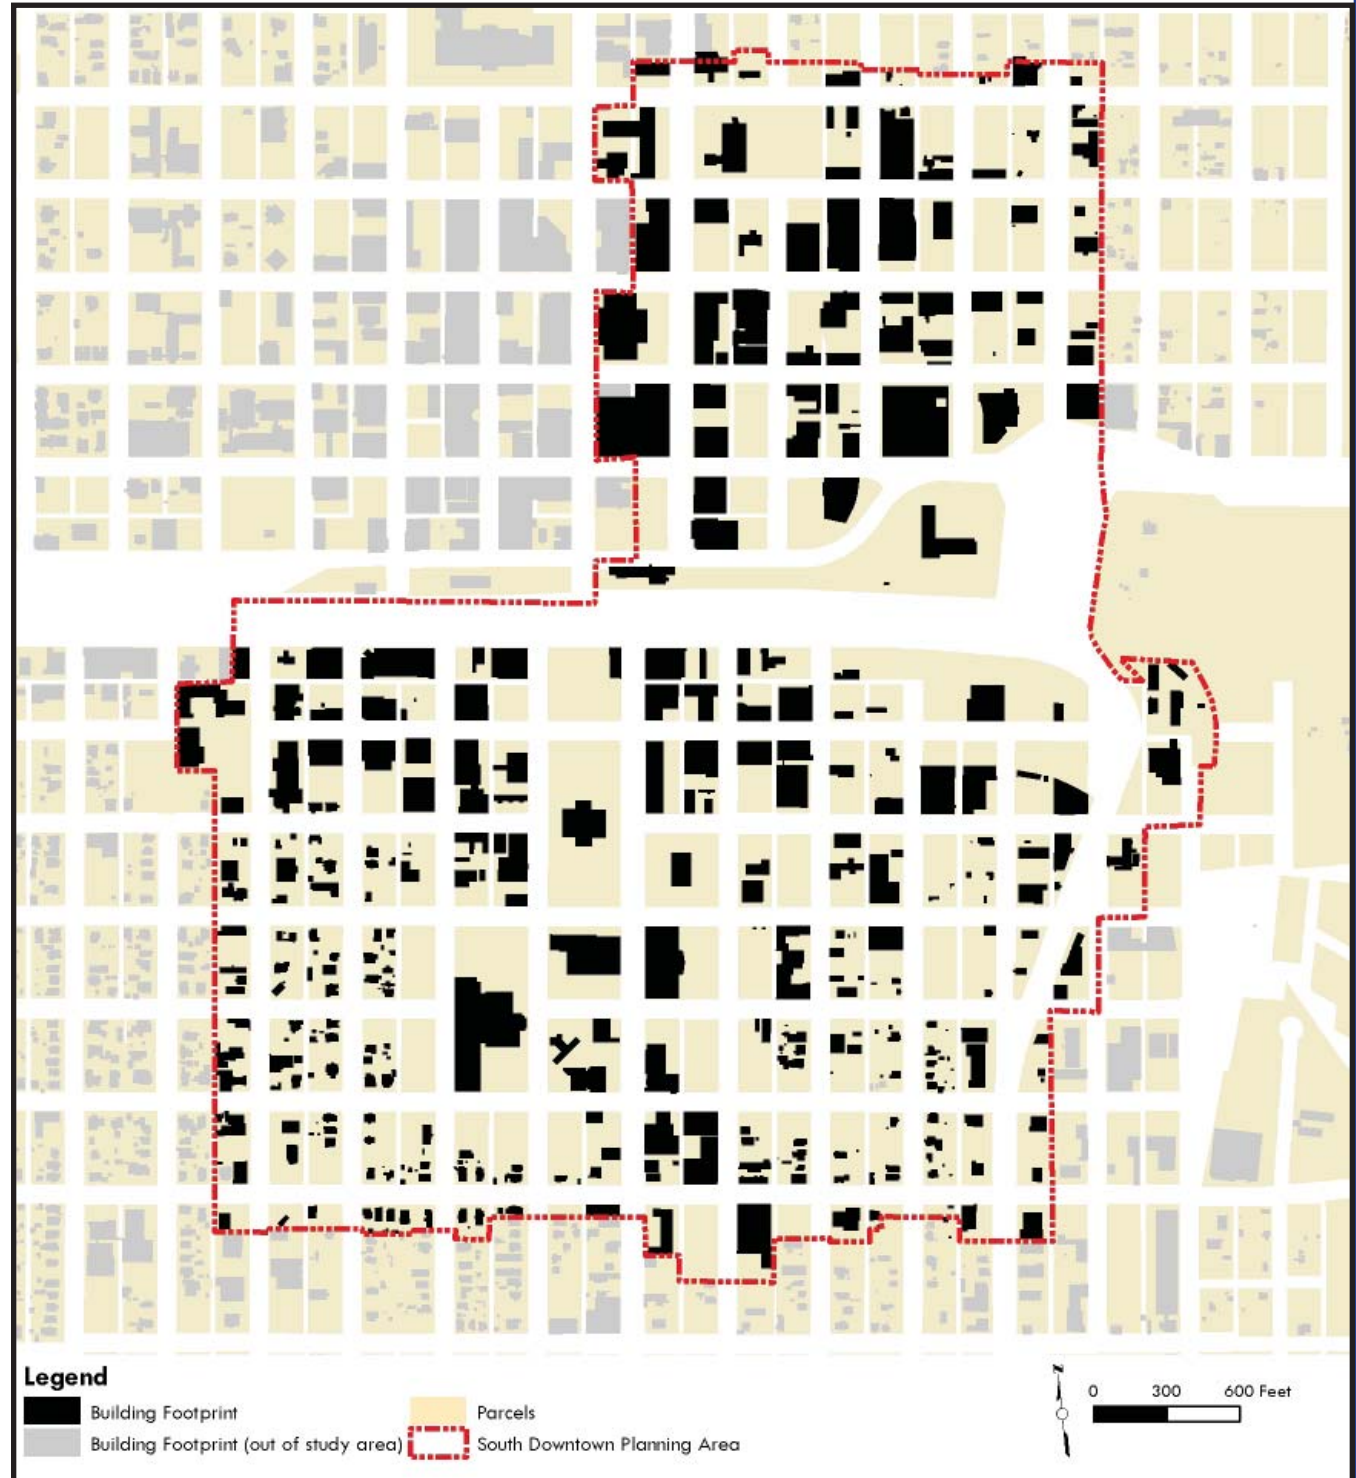 Legend
Building Footprint
Building Footprint (out of study area)
Parcels
South Downtown Planning Area
N
0 300 600 Feet